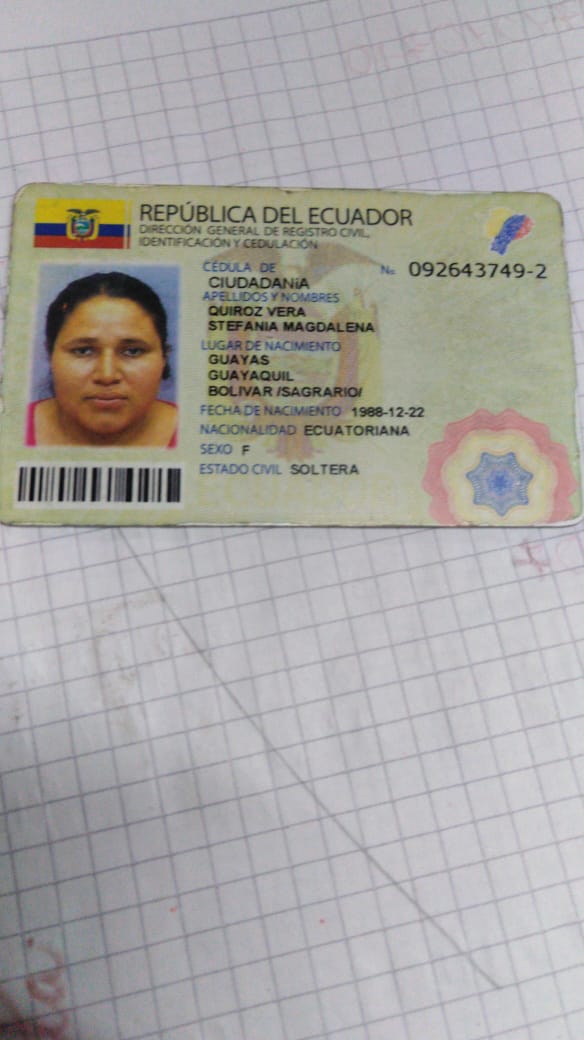 REPÚBLICA DEL ECUADOR
DIRECCIÓN GENERAL DE REGISTRO CIVIL,
IDENTIFICACIÓN Y CEDULACIÓN
CÉDULA DE No 092643749-2
CIUDADANÍA
APELLIDOS Y NOMBRES
QUIROZ VERA
STEFANIA MAGDALENA
LUGAR DE NACIMIENTO
GUAYAS
GUAYAQUIL
BOLIVAR /SAGRARIO/
FECHA DE NACIMIENTO 1988-12-22
NACIONALIDAD ECUATORIANA
SEXO F
ESTADO CIVIL SOLTERA